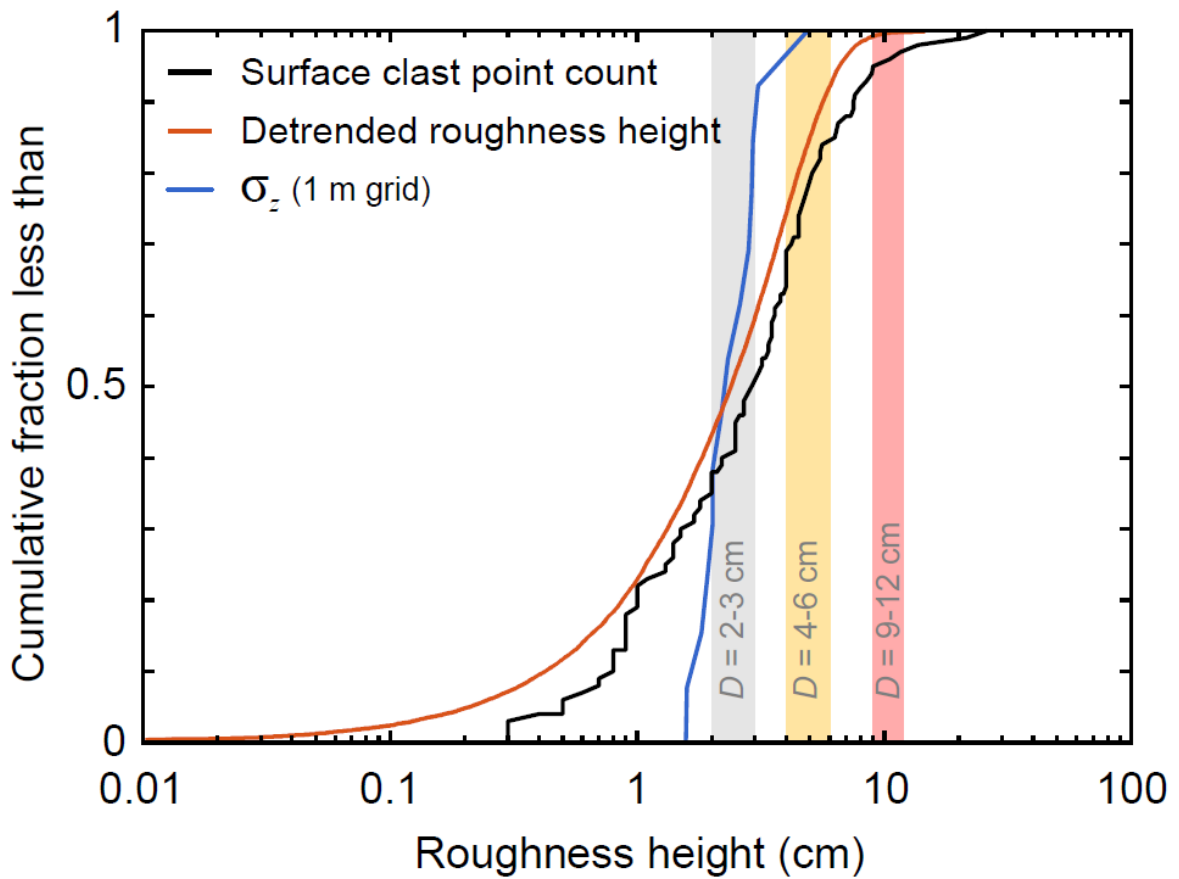 1
Surface clast point count
Detrended roughness height
σz (1 m grid)
Cumulative fraction less than
0.5
D = 2-3 cm
D = 4-6 cm
D = 9-12 cm
0
0.01
0.1
1
10
100
Roughness height (cm)